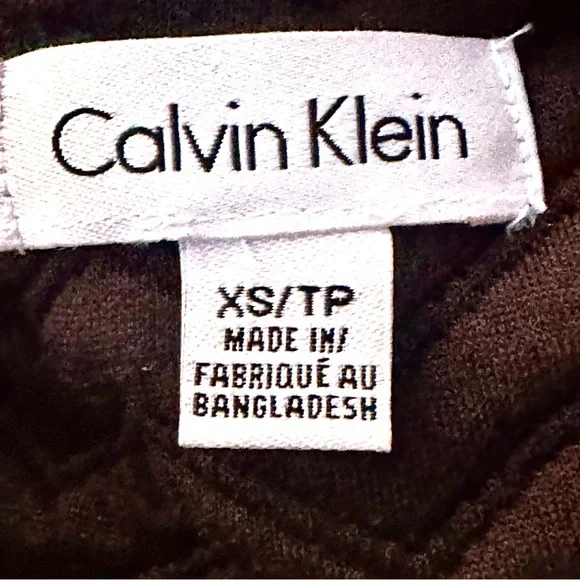 Calvin Klein
XS/TP
MADE IN/
FABRIQUÉ AU
BANGLADESH